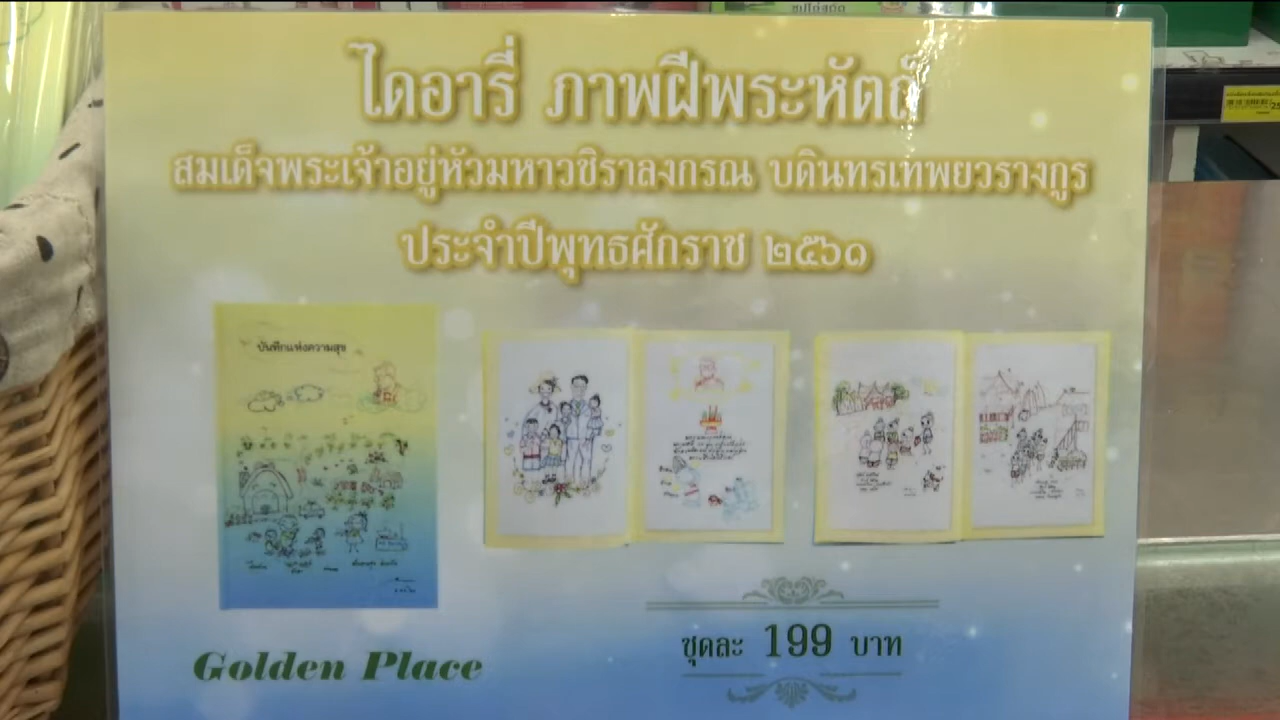 ไดอารี่ ภาพฝีพระหัตถ์
สมเด็จพระเจ้าอยู่หัวมหาวชิราลงกรณ บดินทรเทพยวรางกูร
ประจำปีพุทธศักราช ๒๕๖๑
บันทึกแห่งความสุข
Golden Place
ชุดละ 199 บาท